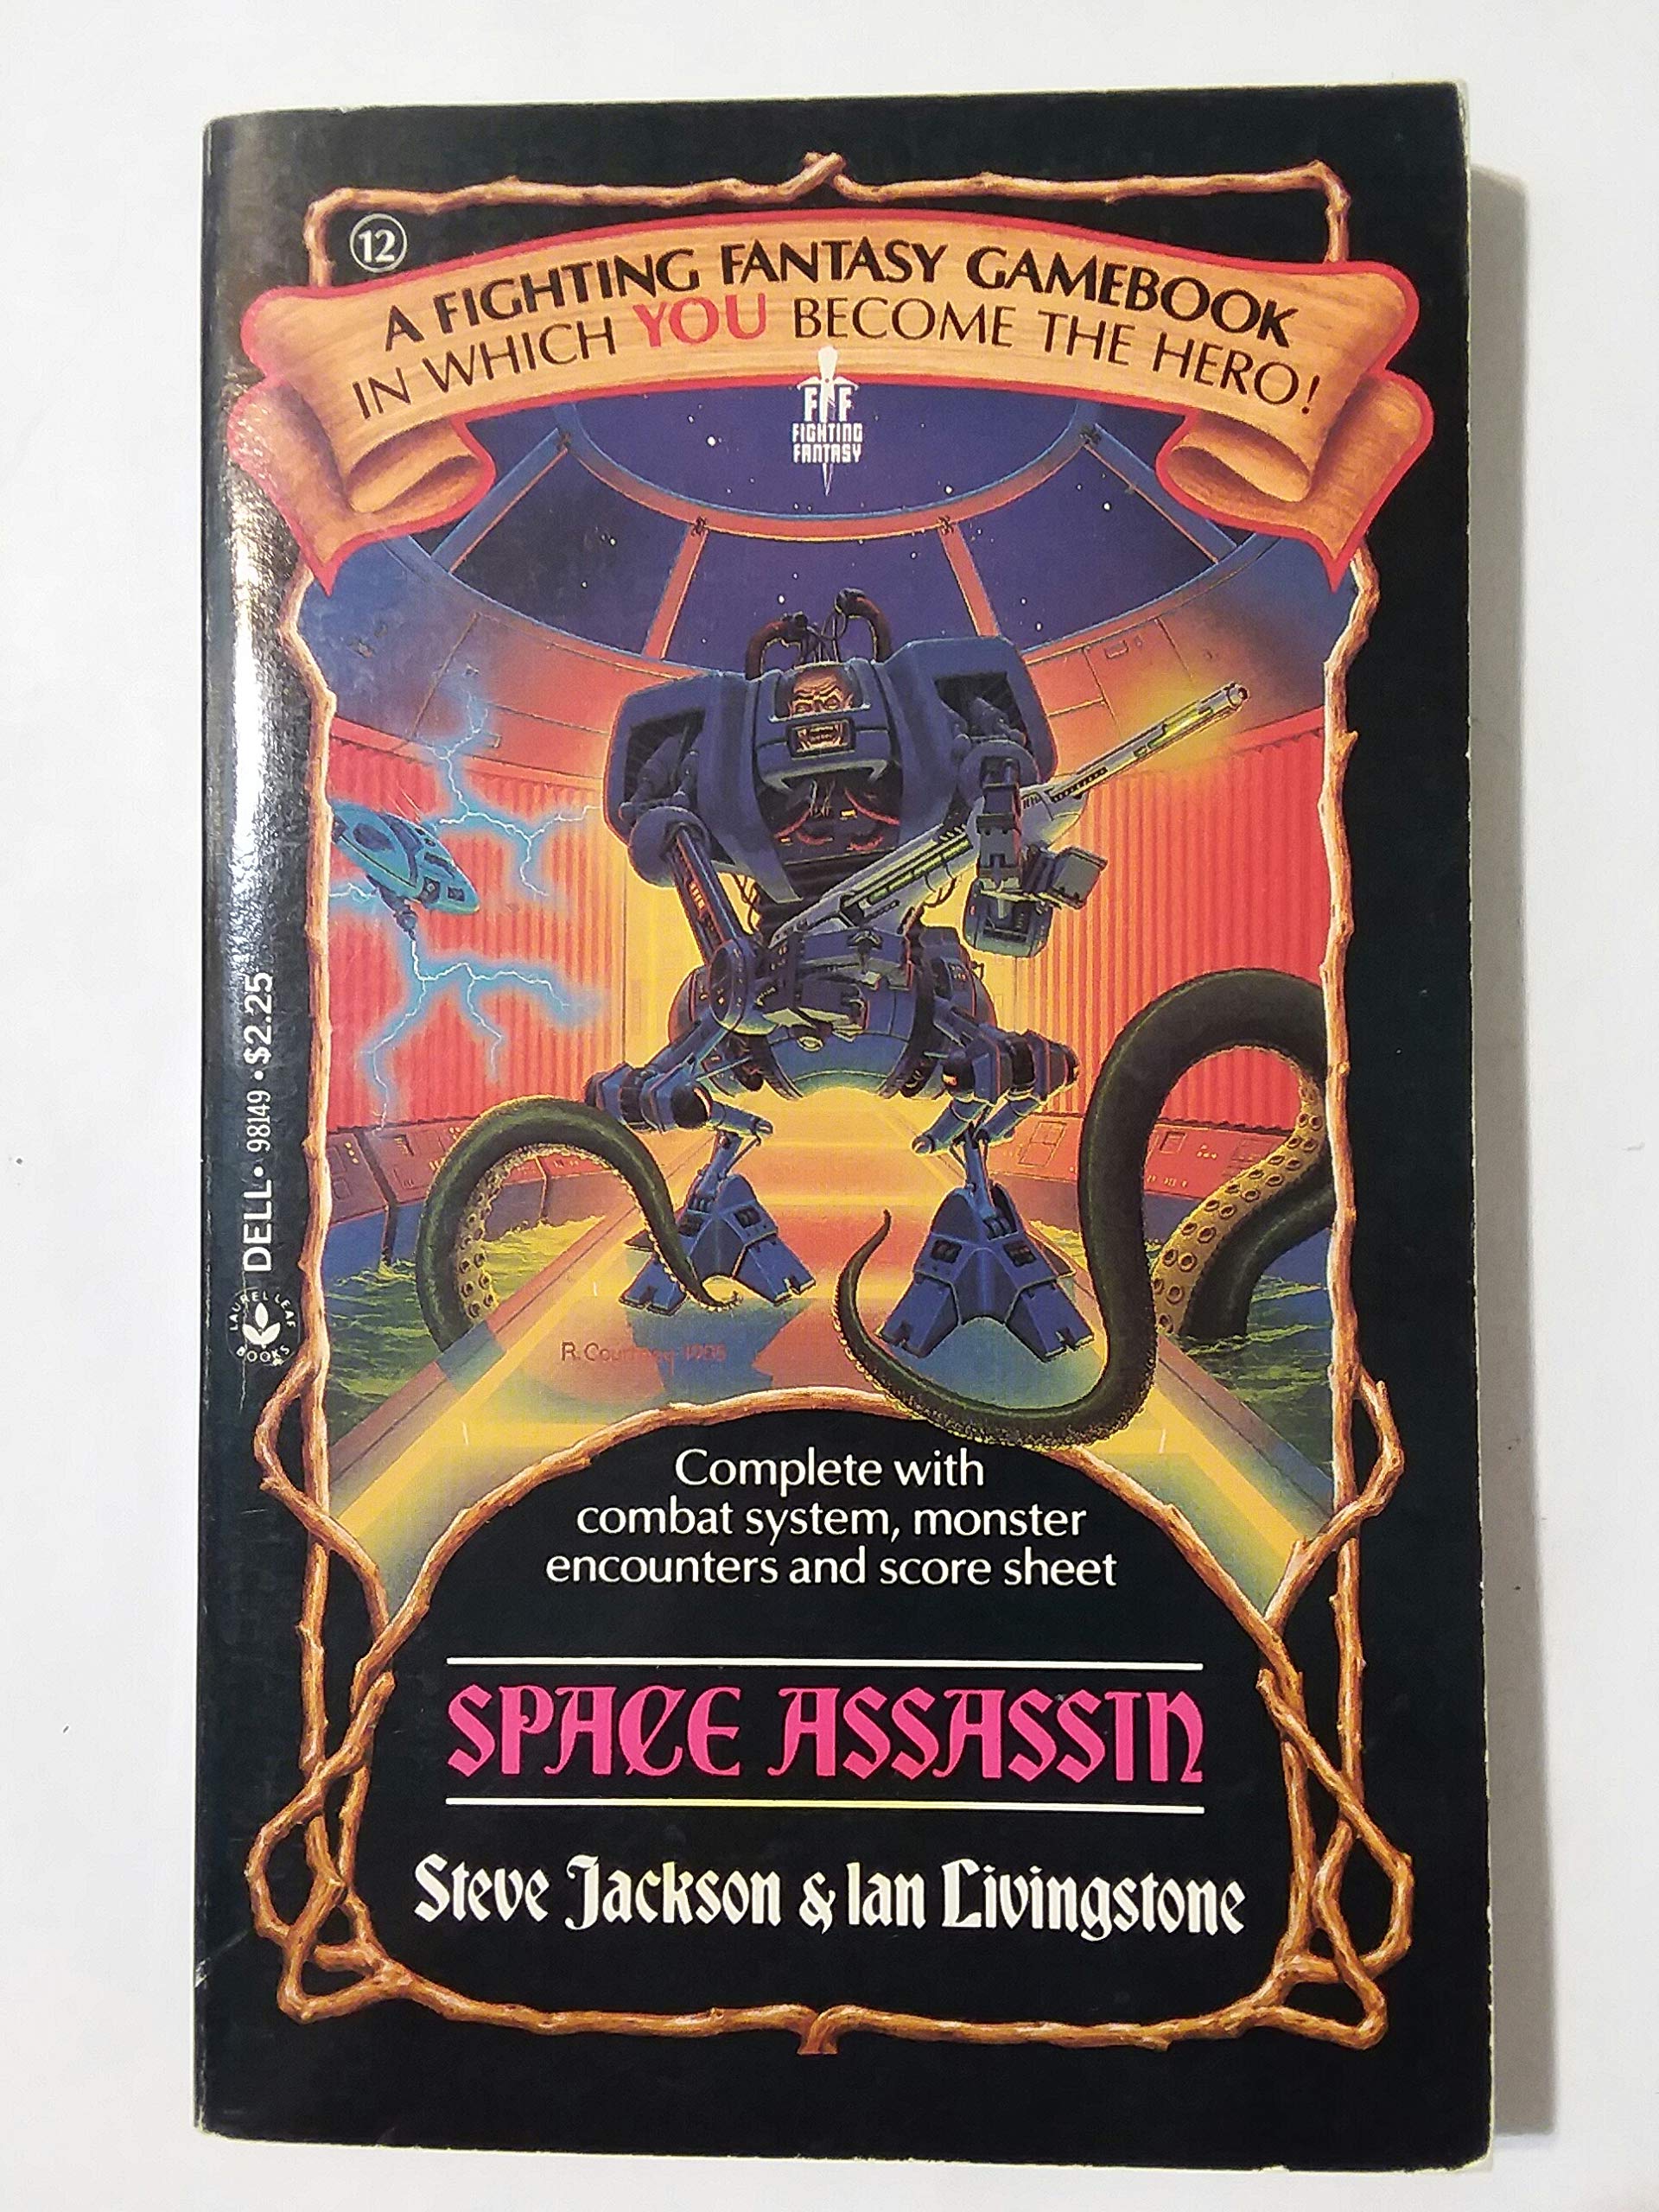 12
A FIGHTING FANTASY GAMEBOOK
IN WHICH YOU BECOME THE HERO!
FF
FIGHTING
FANTASY
LAUREL LEAF
BOOKS
DELL • 98149 • $2.25
Complete with
combat system, monster
encounters and score sheet
SPACE ASSASSIN
Steve Jackson & Ian Livingstone